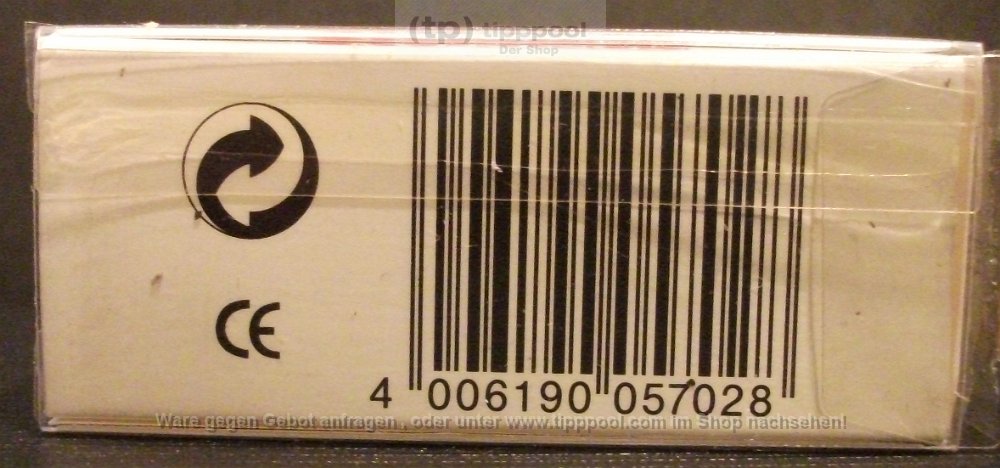 (tp) tipppool
Der Shop
CE
4 006190 057028
Ware gegen Gebot anfragen , oder unter www.tipppool.com im Shop nachsehen!